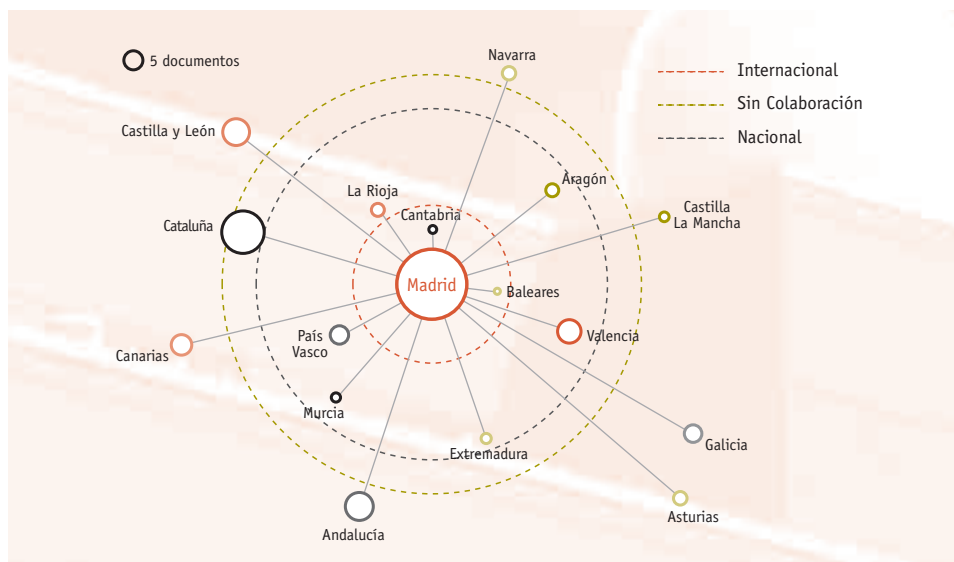 Navarra
5 documentos
Internacional
Sin Colaboración
Nacional
Castilla y León
La Rioja
Aragón
Cantabria
Castilla
La Mancha
Cataluña
Madrid
Baleares
País
Vasco
Valencia
Canarias
Murcia
Extremadura
Galicia
Asturias
Andalucía